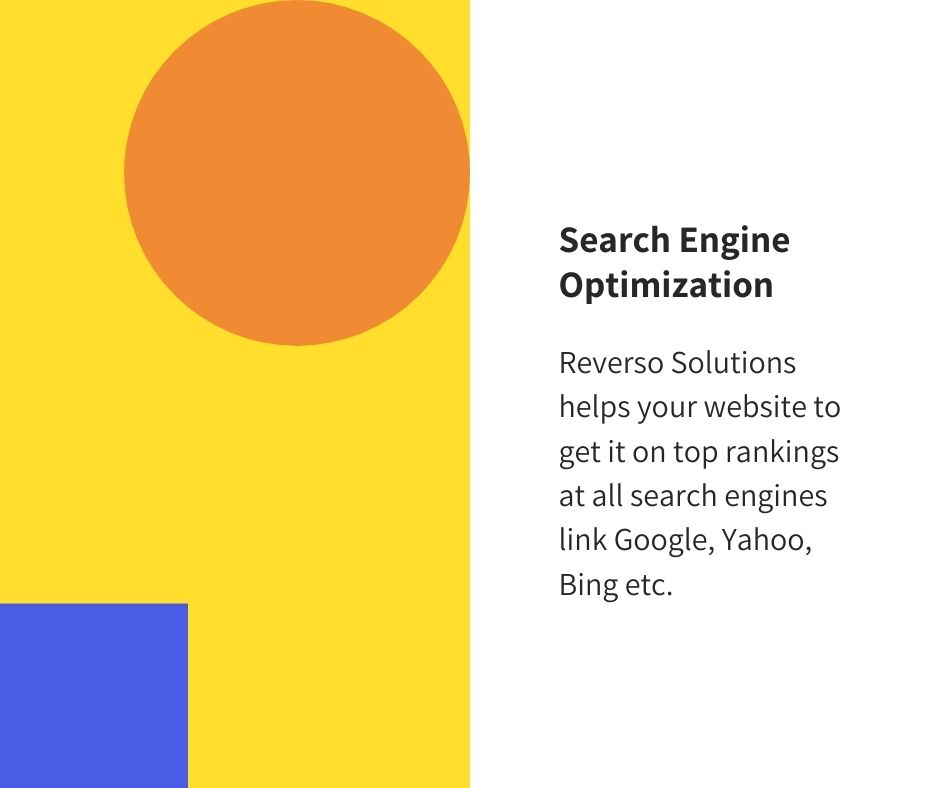 Search Engine
Optimization
Reverso Solutions
helps your website to
get it on top rankings
at all search engines
link Google, Yahoo,
Bing etc.